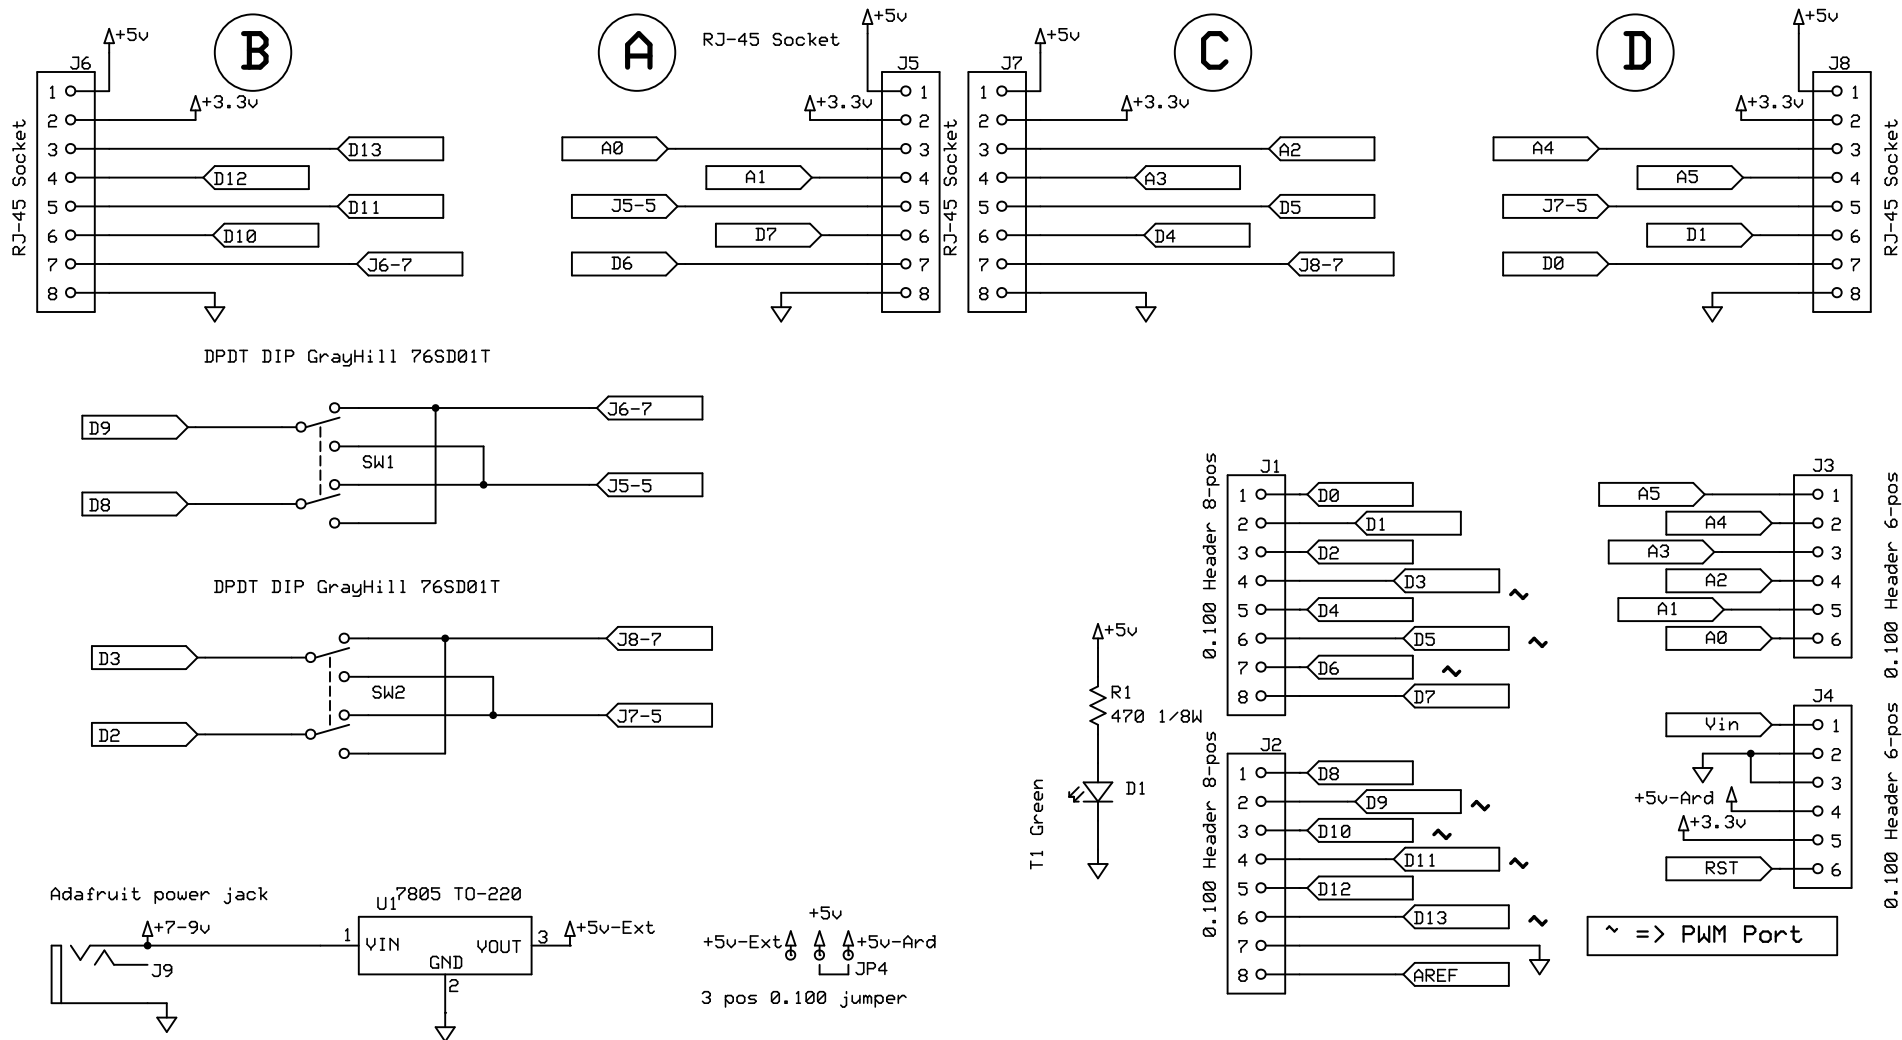 B
J6
+5v
+3.3v
RJ-45 Socket
1
2
3 D13
4 D12
5 D11
6 D10
7 J6-7
8
A
RJ-45 Socket
J5
+5v
+3.3v
1
2
A0 3
A1 4
J5-5 5
D7 6
D6 7
8
C
J7
+5v
+3.3v
RJ-45 Socket
1
2
3 A2
4 A3
5 D5
6 D4
7 J8-7
8
D
J8
+5v
+3.3v
RJ-45 Socket
1
2
A4 3
A5 4
J7-5 5
D1 6
D0 7
8
DPDT DIP GrayHill 76SD01T
D9
D8
SW1
J6-7
J5-5
DPDT DIP GrayHill 76SD01T
D3
D2
SW2
J8-7
J7-5
+5v
R1
470 1/8W
D1
T1 Green
J1
0.100 Header 8-pos
1 D0
2 D1
3 D2
4 D3 ~
5 D4
6 D5 ~
7 D6 ~
8 D7
J2
0.100 Header 8-pos
1 D8
2 D9 ~
3 D10 ~
4 D11 ~
5 D12
6 D13 ~
7
8 AREF
J3
0.100 Header 6-pos
A5 1
A4 2
A3 3
A2 4
A1 5
A0 6
J4
0.100 Header 6-pos
Vin 1
2
3
+5v-Ard 4
+3.3v 5
RST 6
~ => PWM Port
Adafruit power jack
+7-9v
J9
U1 7805 TO-220
1 VIN
VOUT 3
GND
2
+5v-Ext
+5v
+5v-Ext
+5v-Ard
JP4
3 pos 0.100 jumper